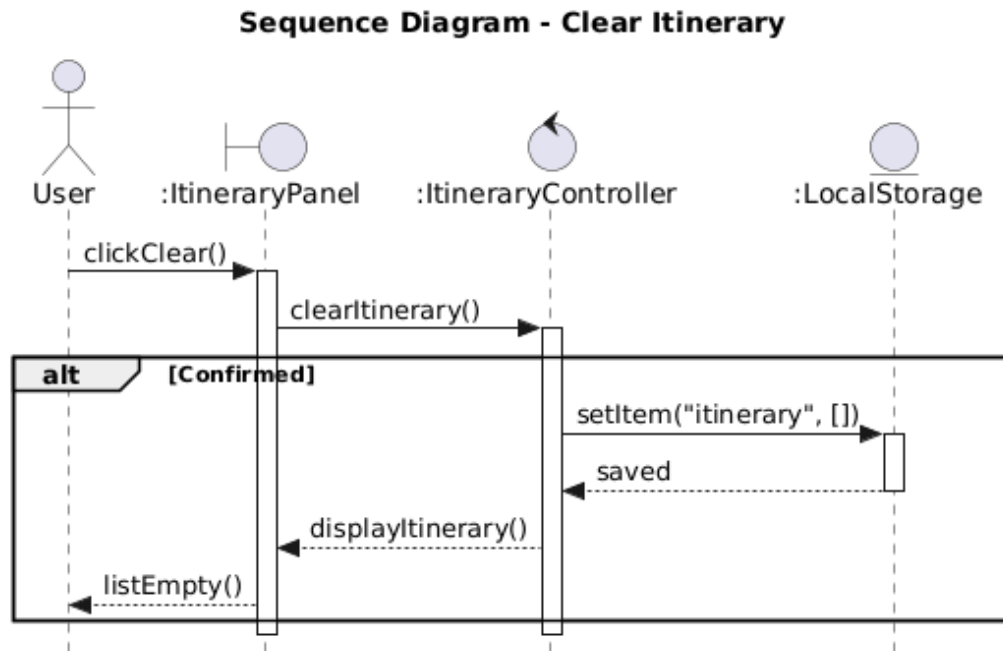 Sequence Diagram - Clear Itinerary
User
:ItineraryPanel
:ItineraryController
:LocalStorage
clickClear()
clearItinerary()
alt
[Confirmed]
setItem("itinerary", [])
saved
displayItinerary()
listEmpty()